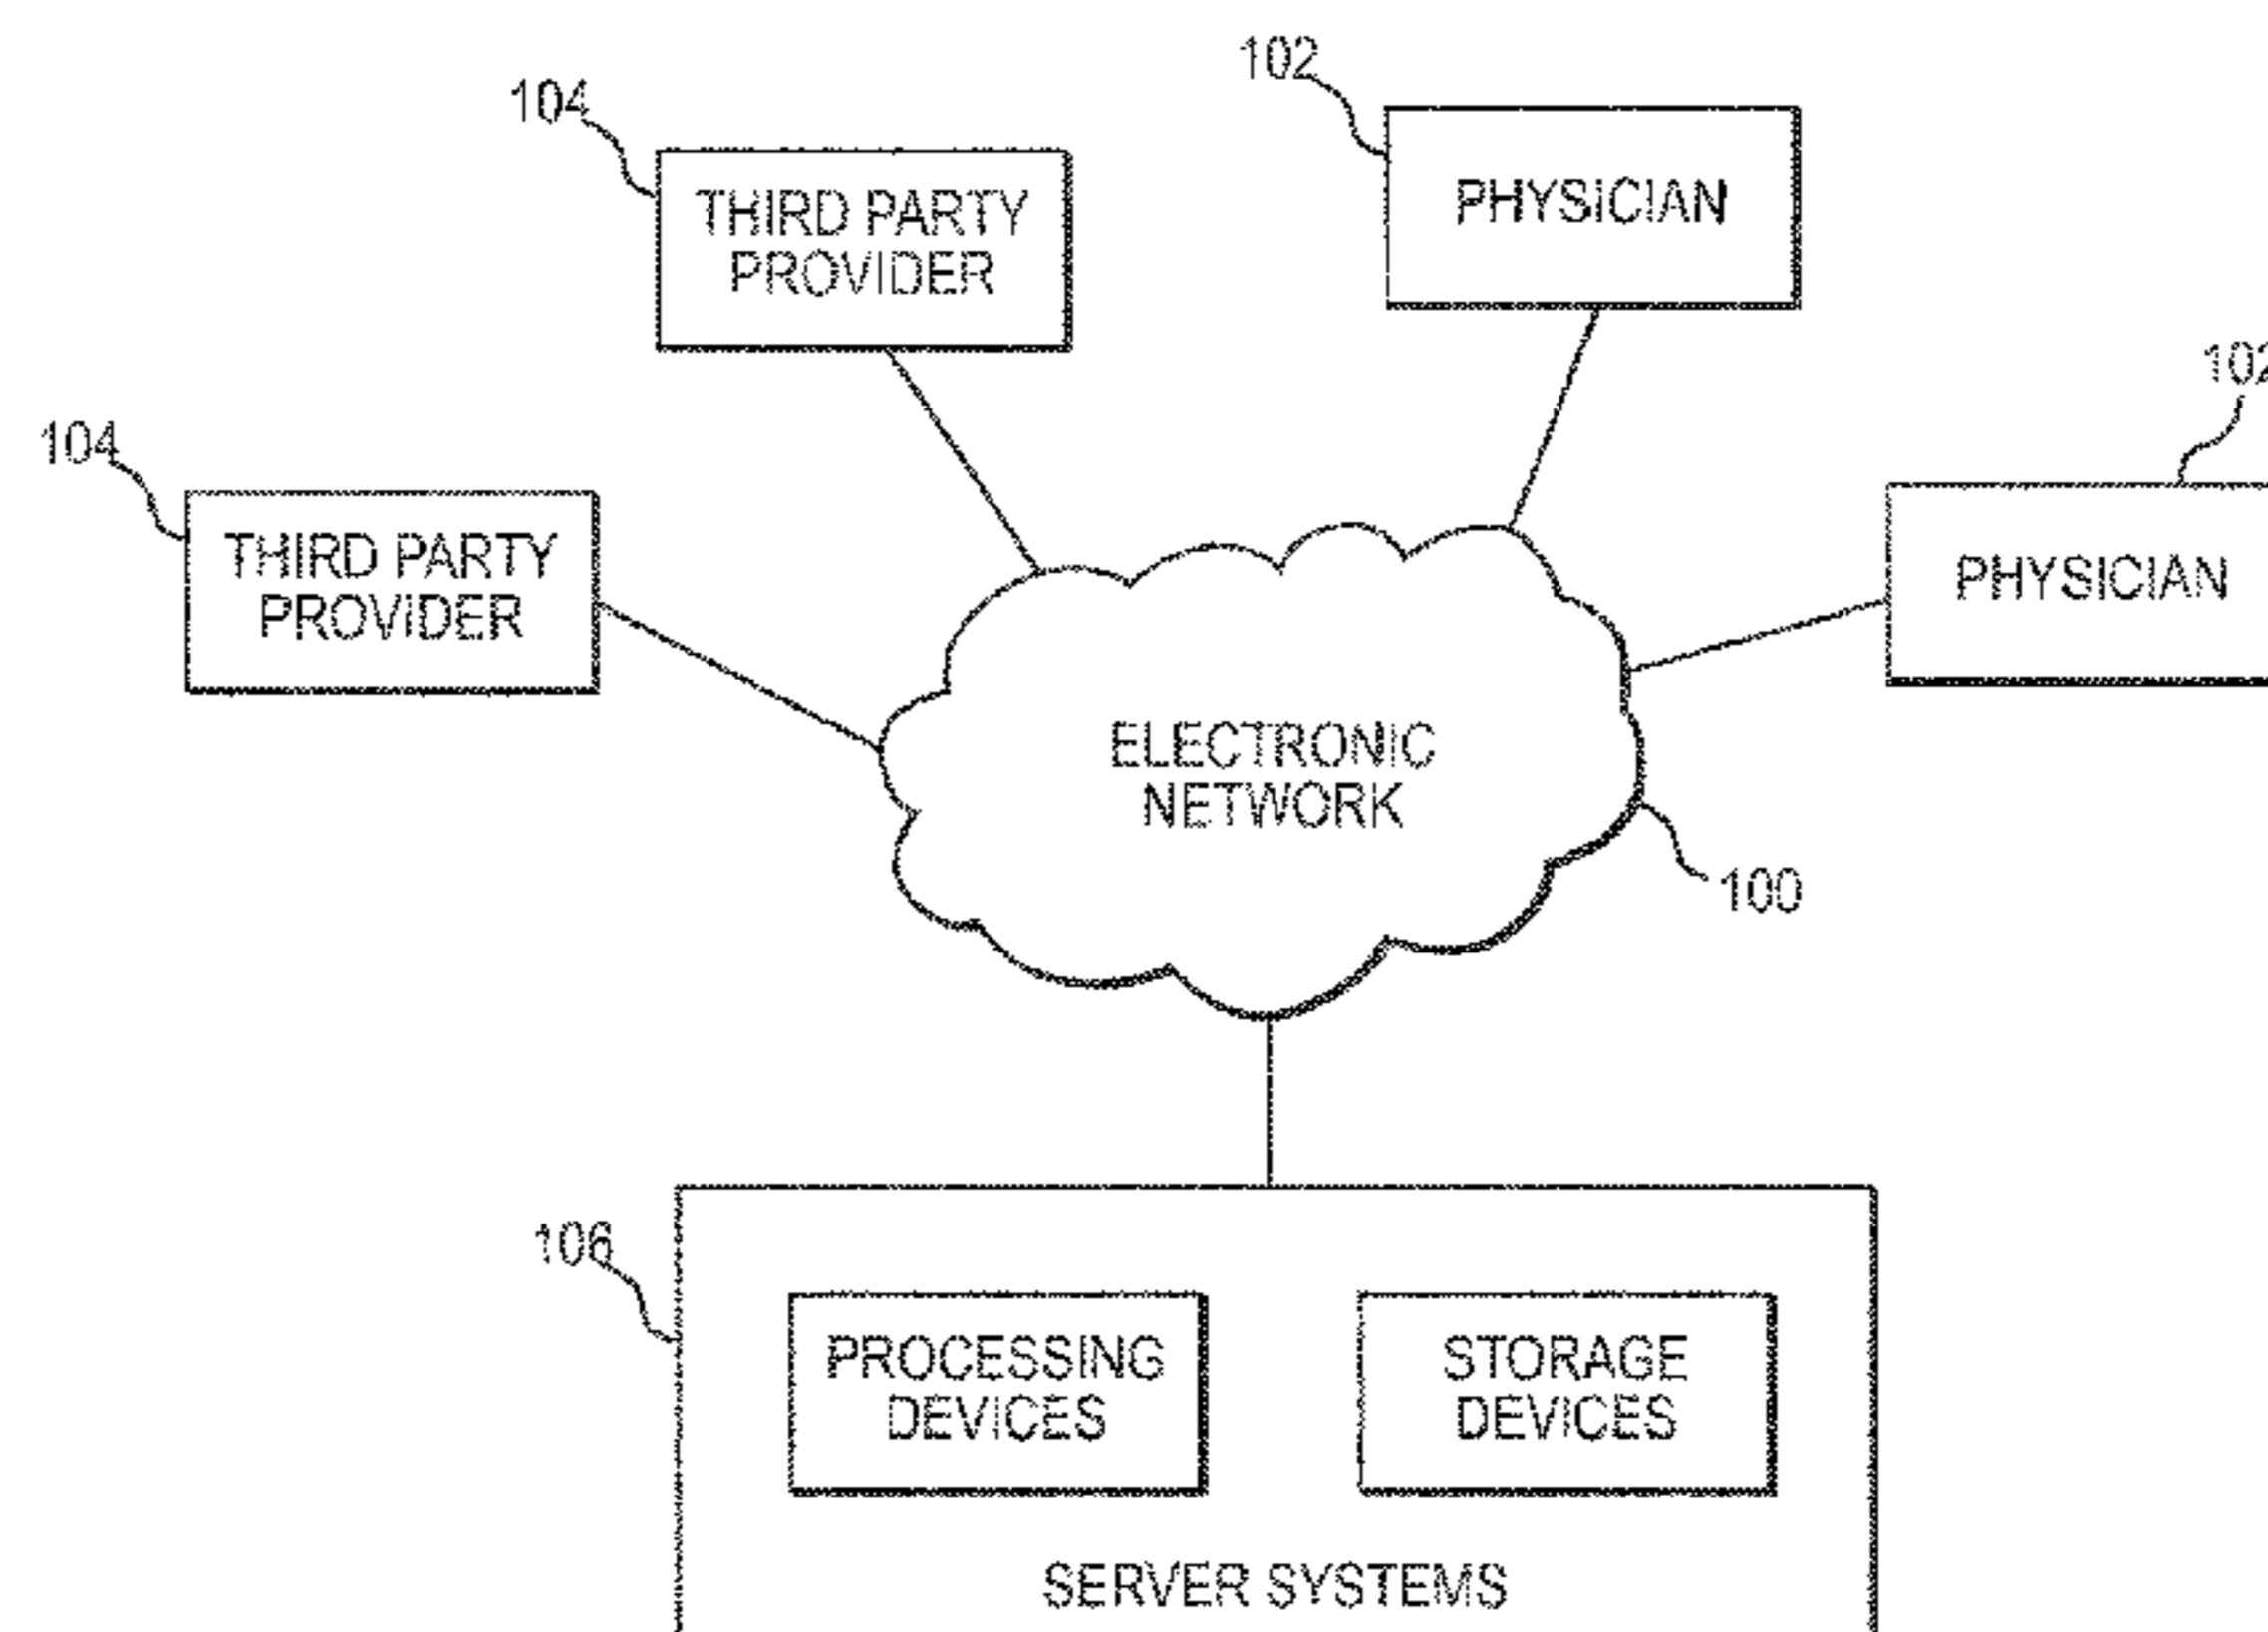 102
104
THIRD PARTY
PROVIDER
PHYSICIAN
102
104
THIRD PARTY
PROVIDER
PHYSICIAN
ELECTRONIC
NETWORK
100
106
PROCESSING
DEVICES
STORAGE
DEVICES
SERVER SYSTEMS